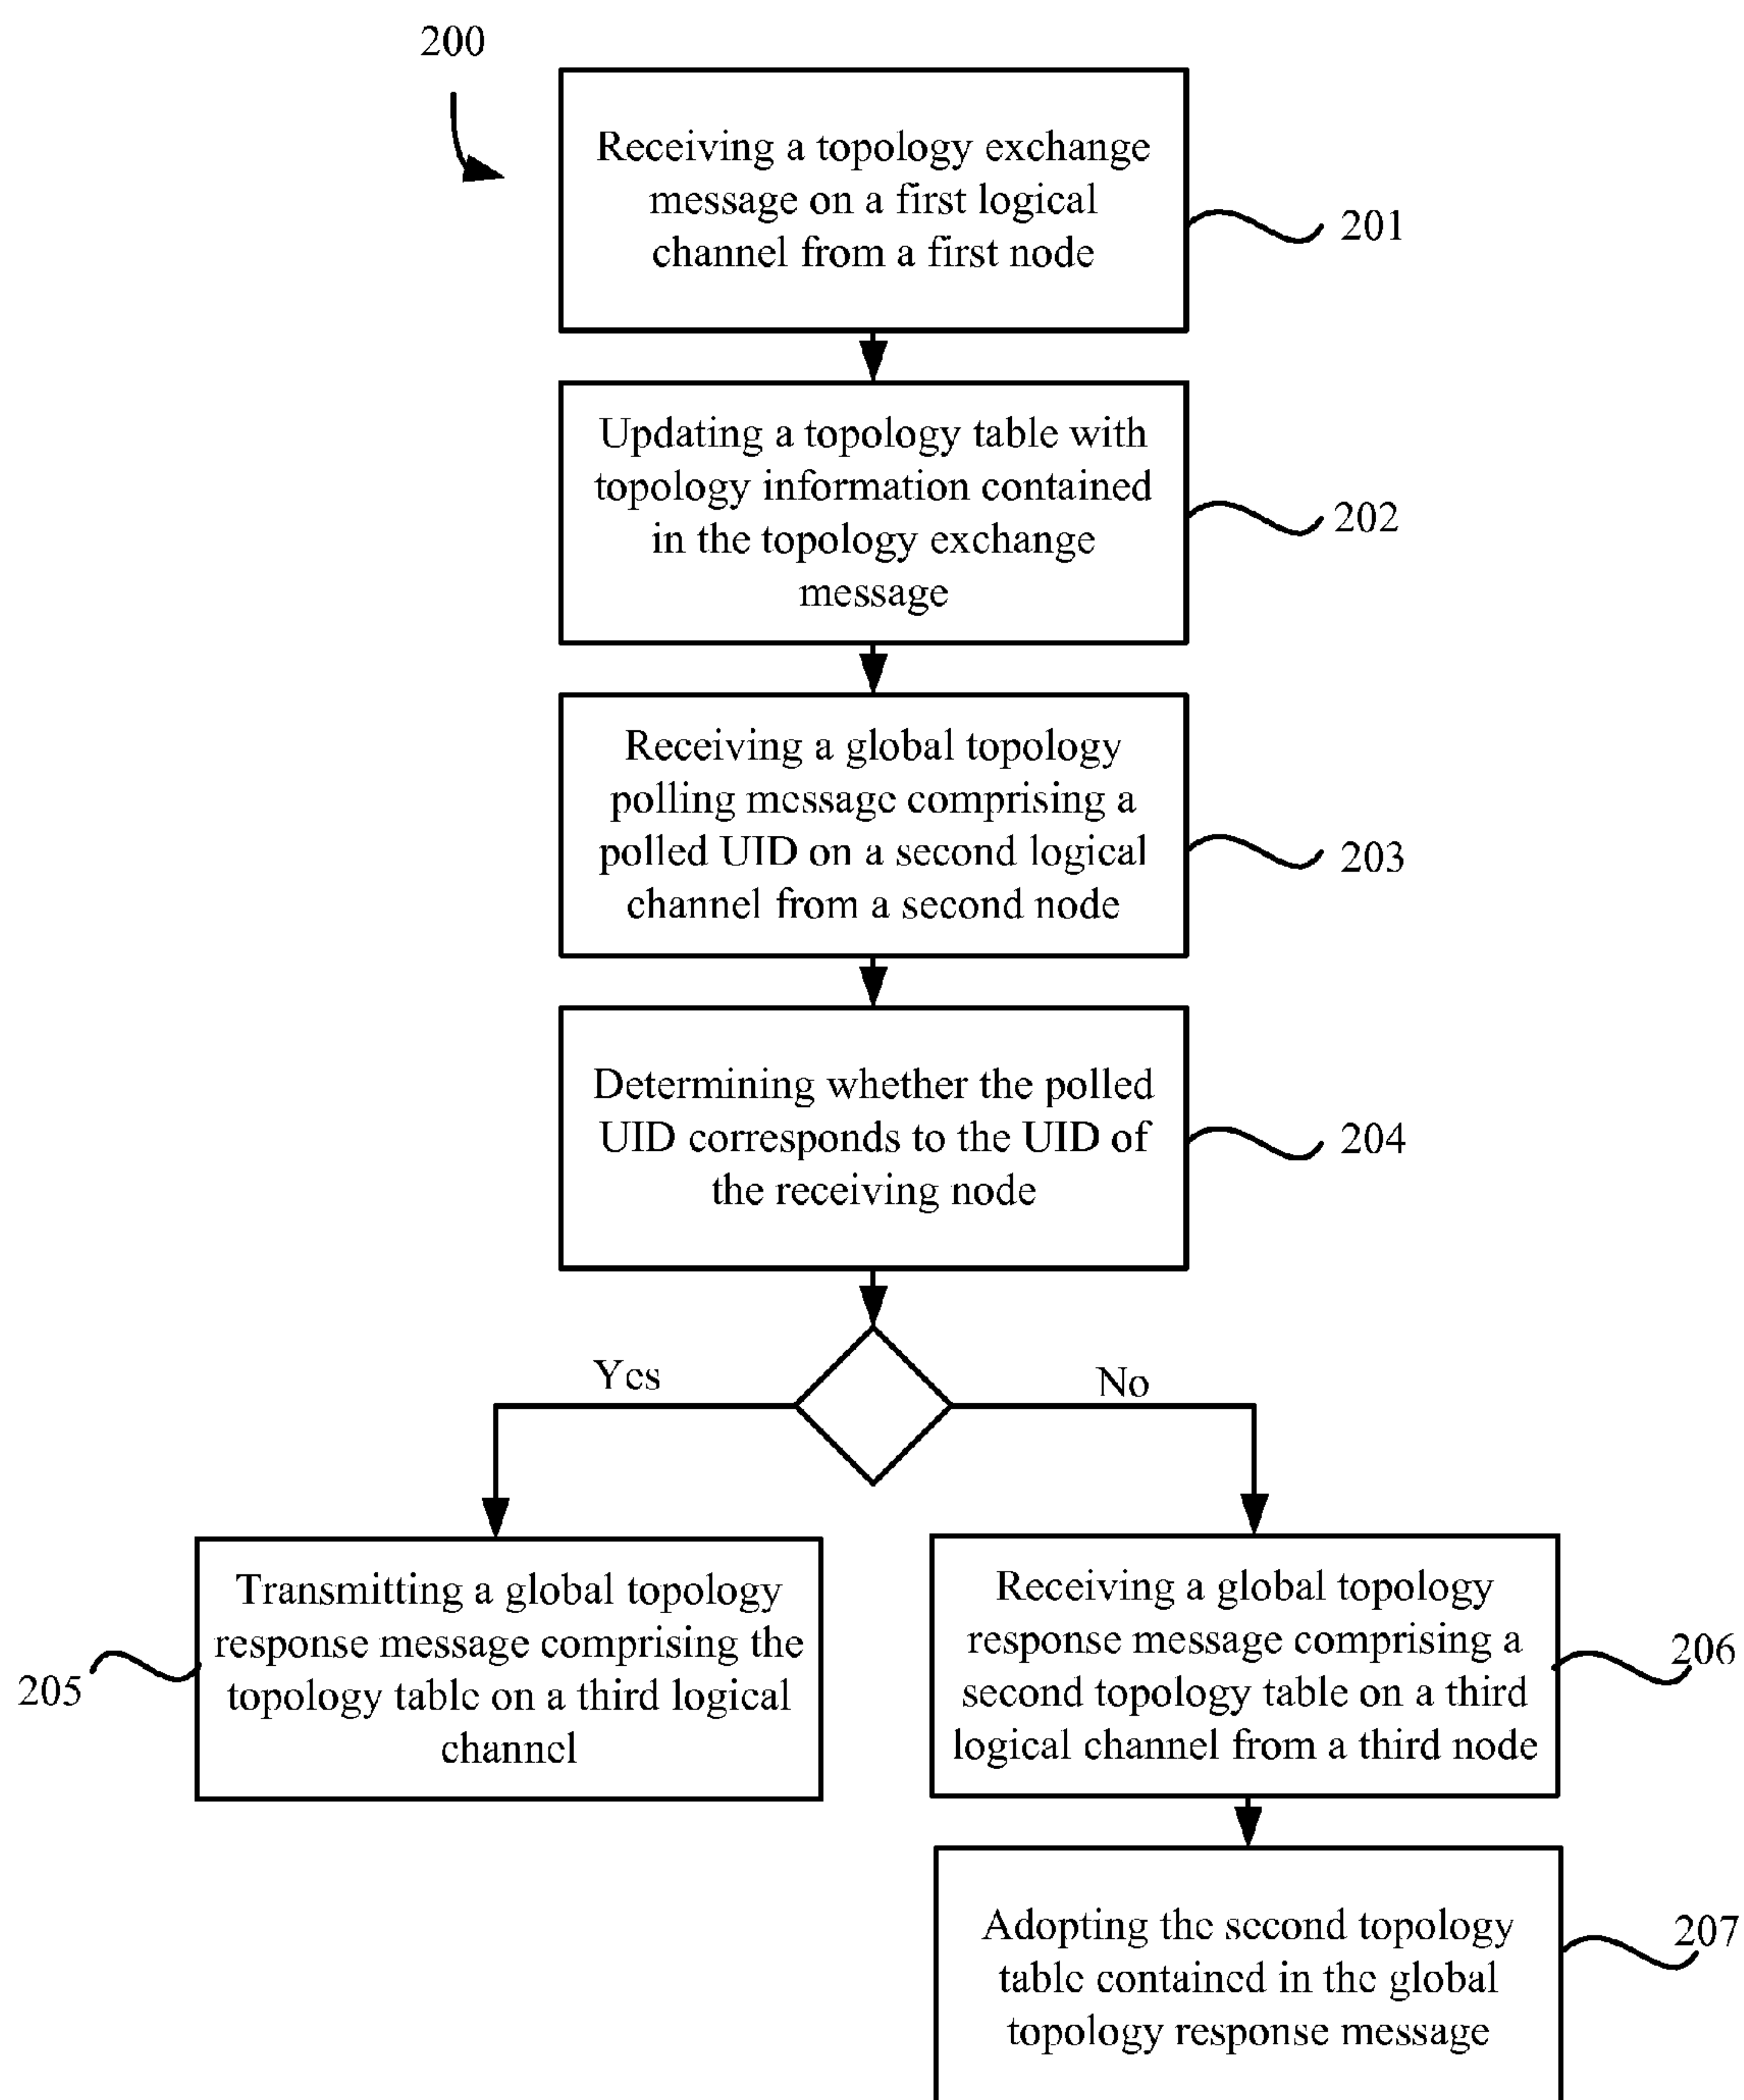 200
Receiving a topology exchange
message on a first logical
channel from a first node
201
Updating a topology table with
topology information contained
in the topology exchange
message
202
Receiving a global topology
polling message comprising a
polled UID on a second logical
channel from a second node
203
Determining whether the polled
UID corresponds to the UID of
the receiving node
204
Yes
No
Transmitting a global topology
response message comprising the
topology table on a third logical
channel
205
Receiving a global topology
response message comprising a
second topology table on a third
logical channel from a third node
206
Adopting the second topology
table contained in the global
topology response message
207